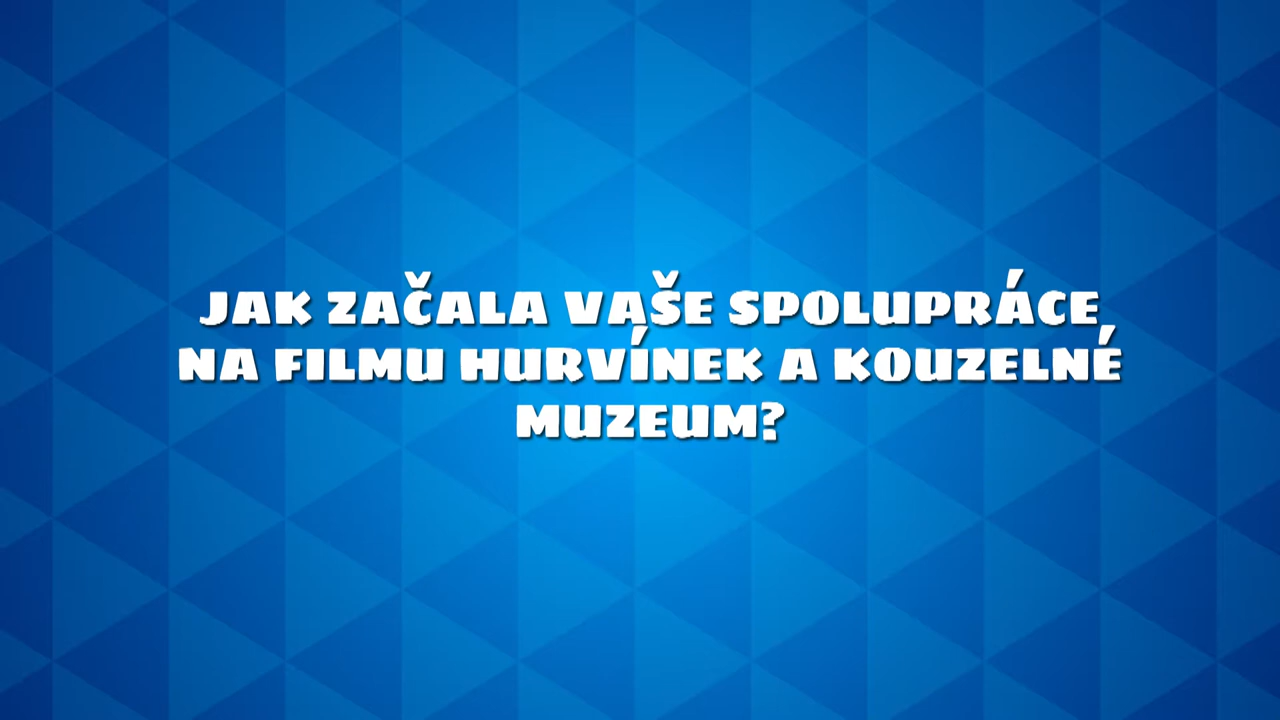 JAK ZAČALA VAŠE SPOLUPRÁCE
NA FILMU HURVÍNEK A KOUZELNÉ
MUZEUM?